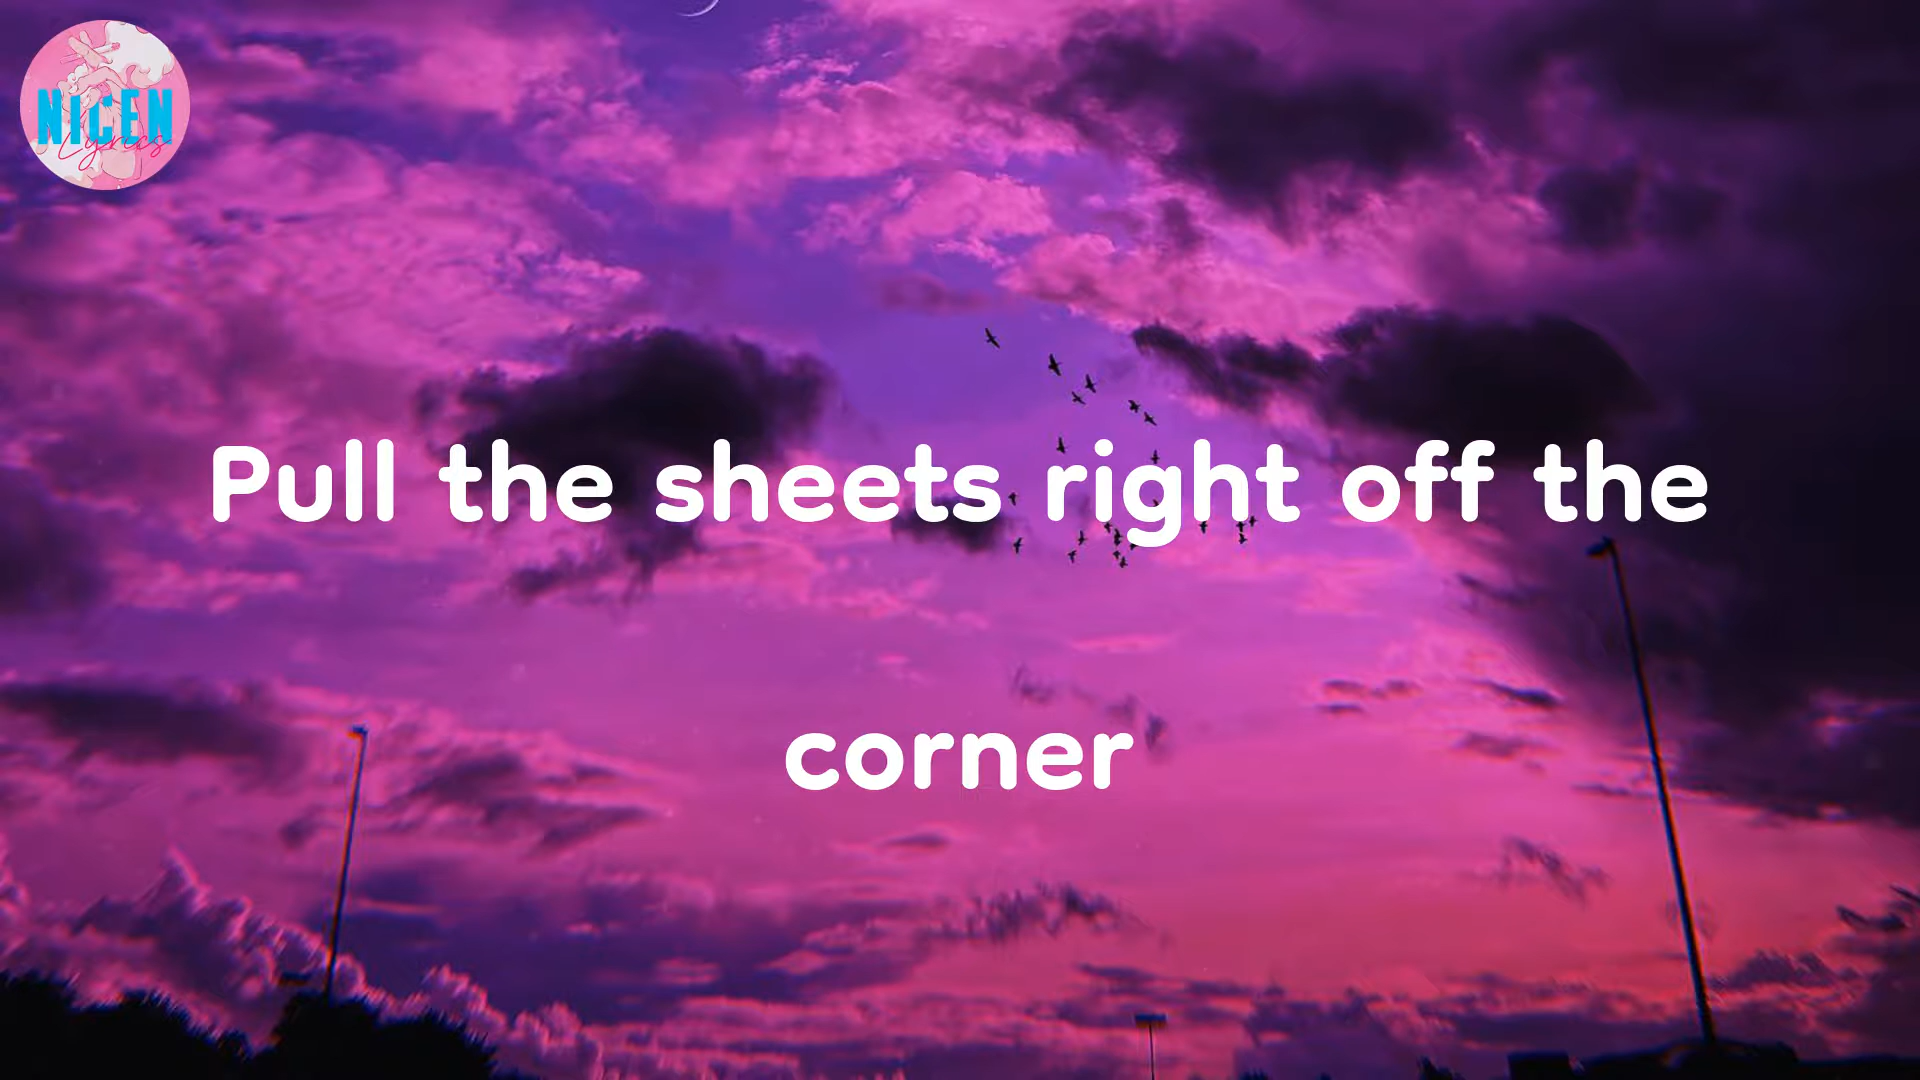 NICEN
Lyrics
Pull the sheets right off the
corner